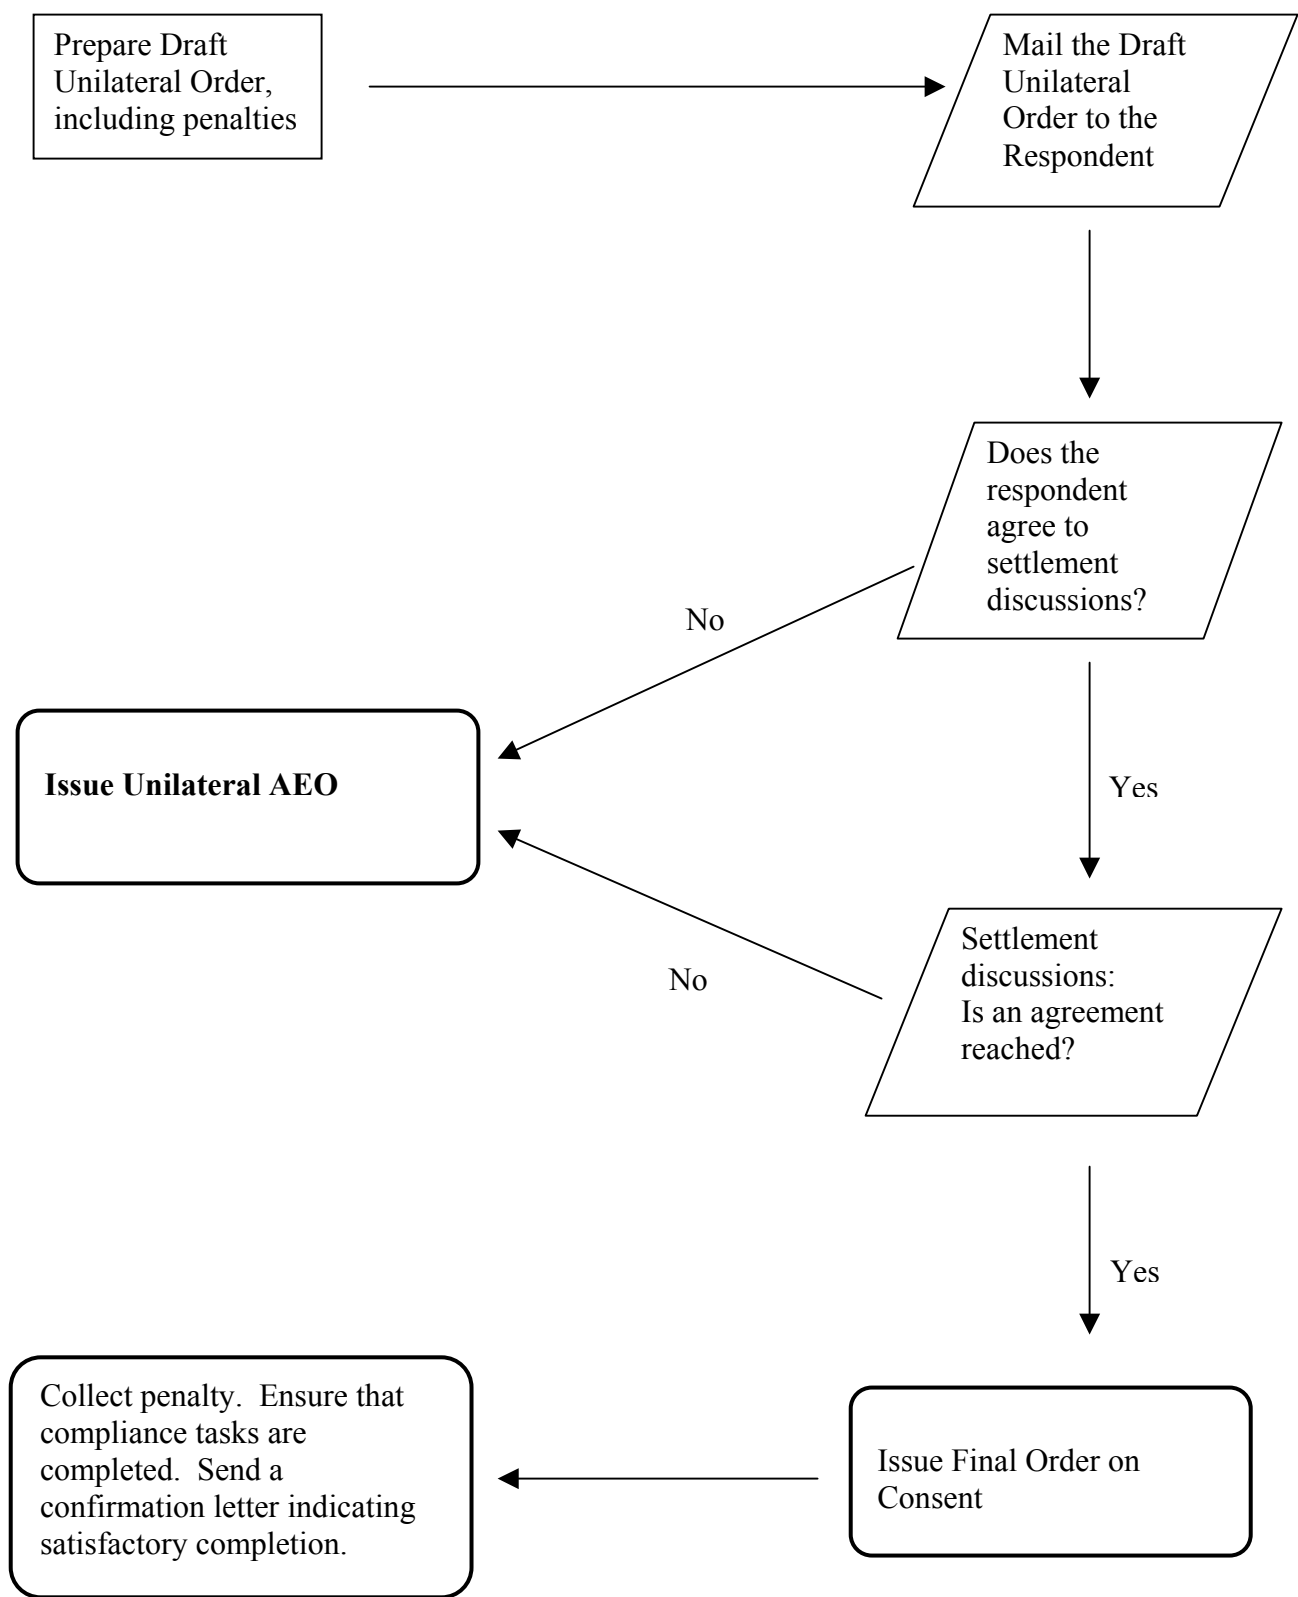 Prepare Draft
Unilateral Order,
including penalties
Mail the Draft
Unilateral
Order to the
Respondent
Does the
respondent
agree to
settlement
discussions?
No
Issue Unilateral AEO
Yes
Settlement
discussions:
Is an agreement
reached?
No
Yes
Collect penalty.  Ensure that
compliance tasks are
completed.  Send a
confirmation letter indicating
satisfactory completion.
Issue Final Order on
Consent